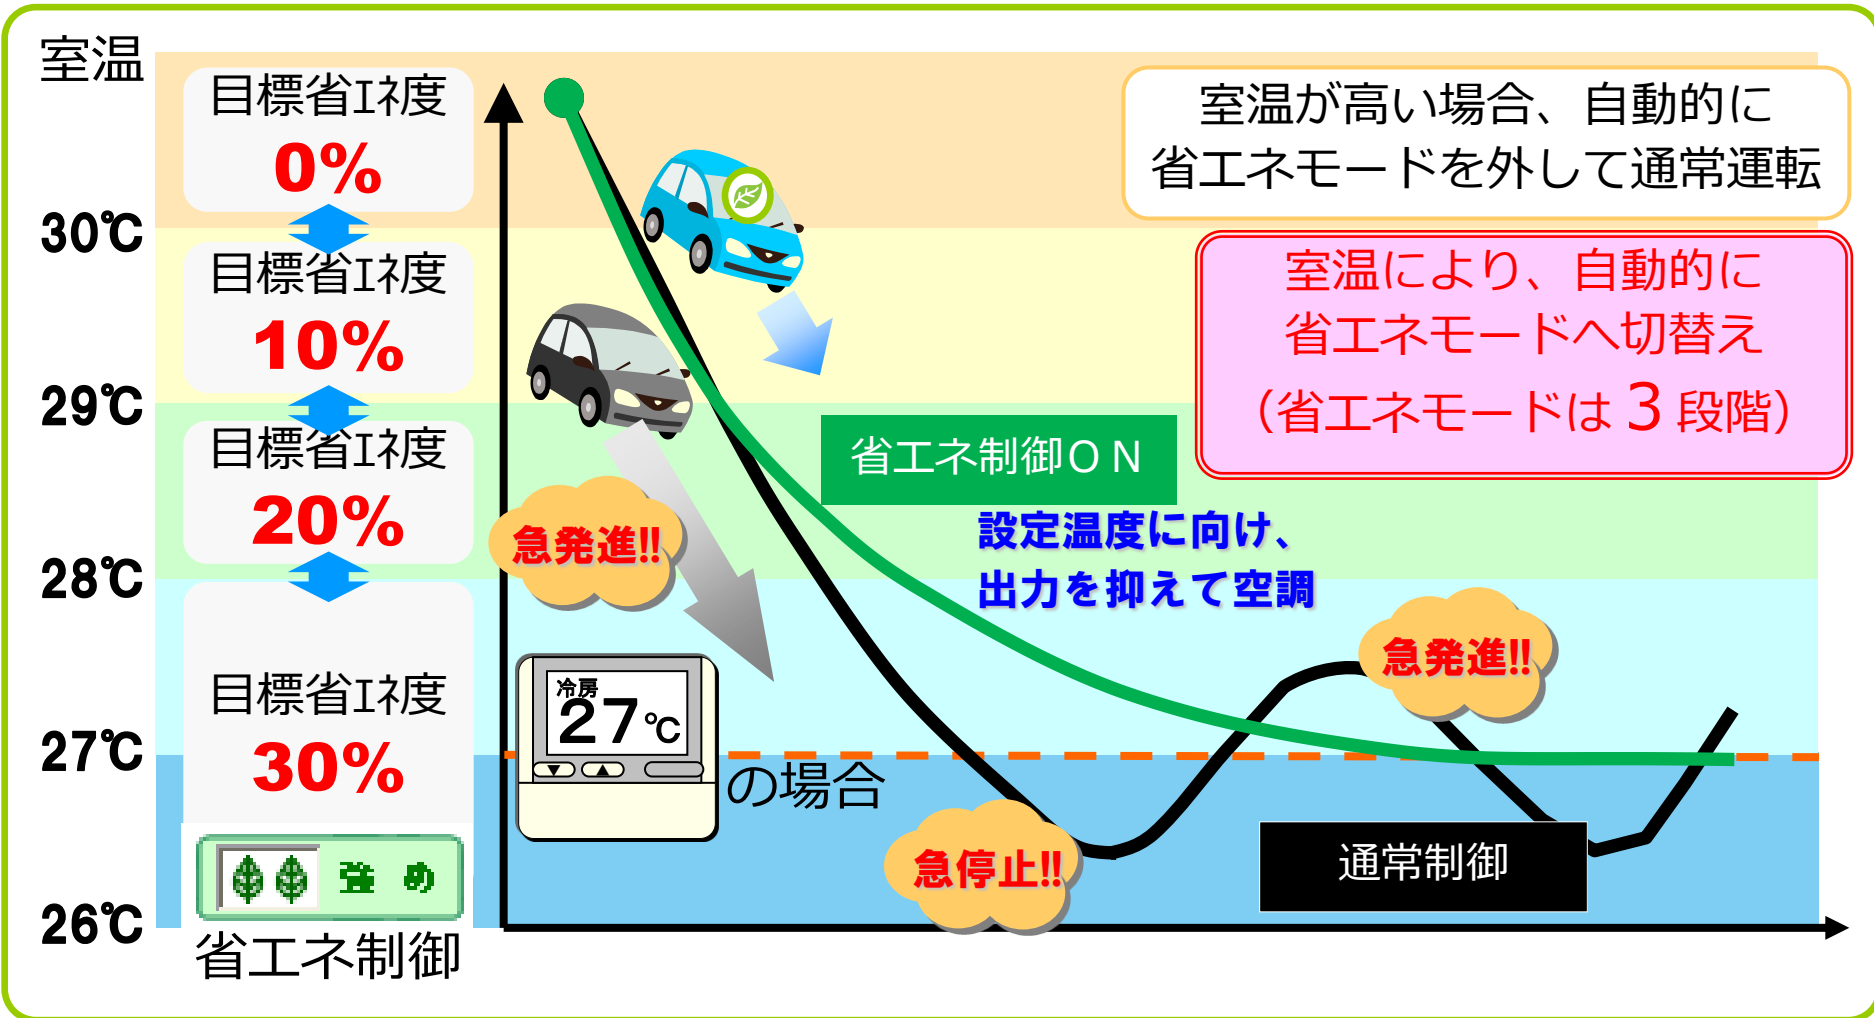 室温
目標省ｴﾈ度
0%
30℃
目標省ｴﾈ度
10%
29℃
目標省ｴﾈ度
20%
28℃
目標省ｴﾈ度
30%
27℃
強め
26℃
省エネ制御
室温が高い場合、自動的に
省エネモードを外して通常運転
室温により、自動的に
省エネモードへ切替え
（省エネモードは３段階）
省エネ制御ＯＮ
設定温度に向け、
出力を抑えて空調
急発進!!
急発進!!
冷房
27℃
の場合
急停止!!
通常制御